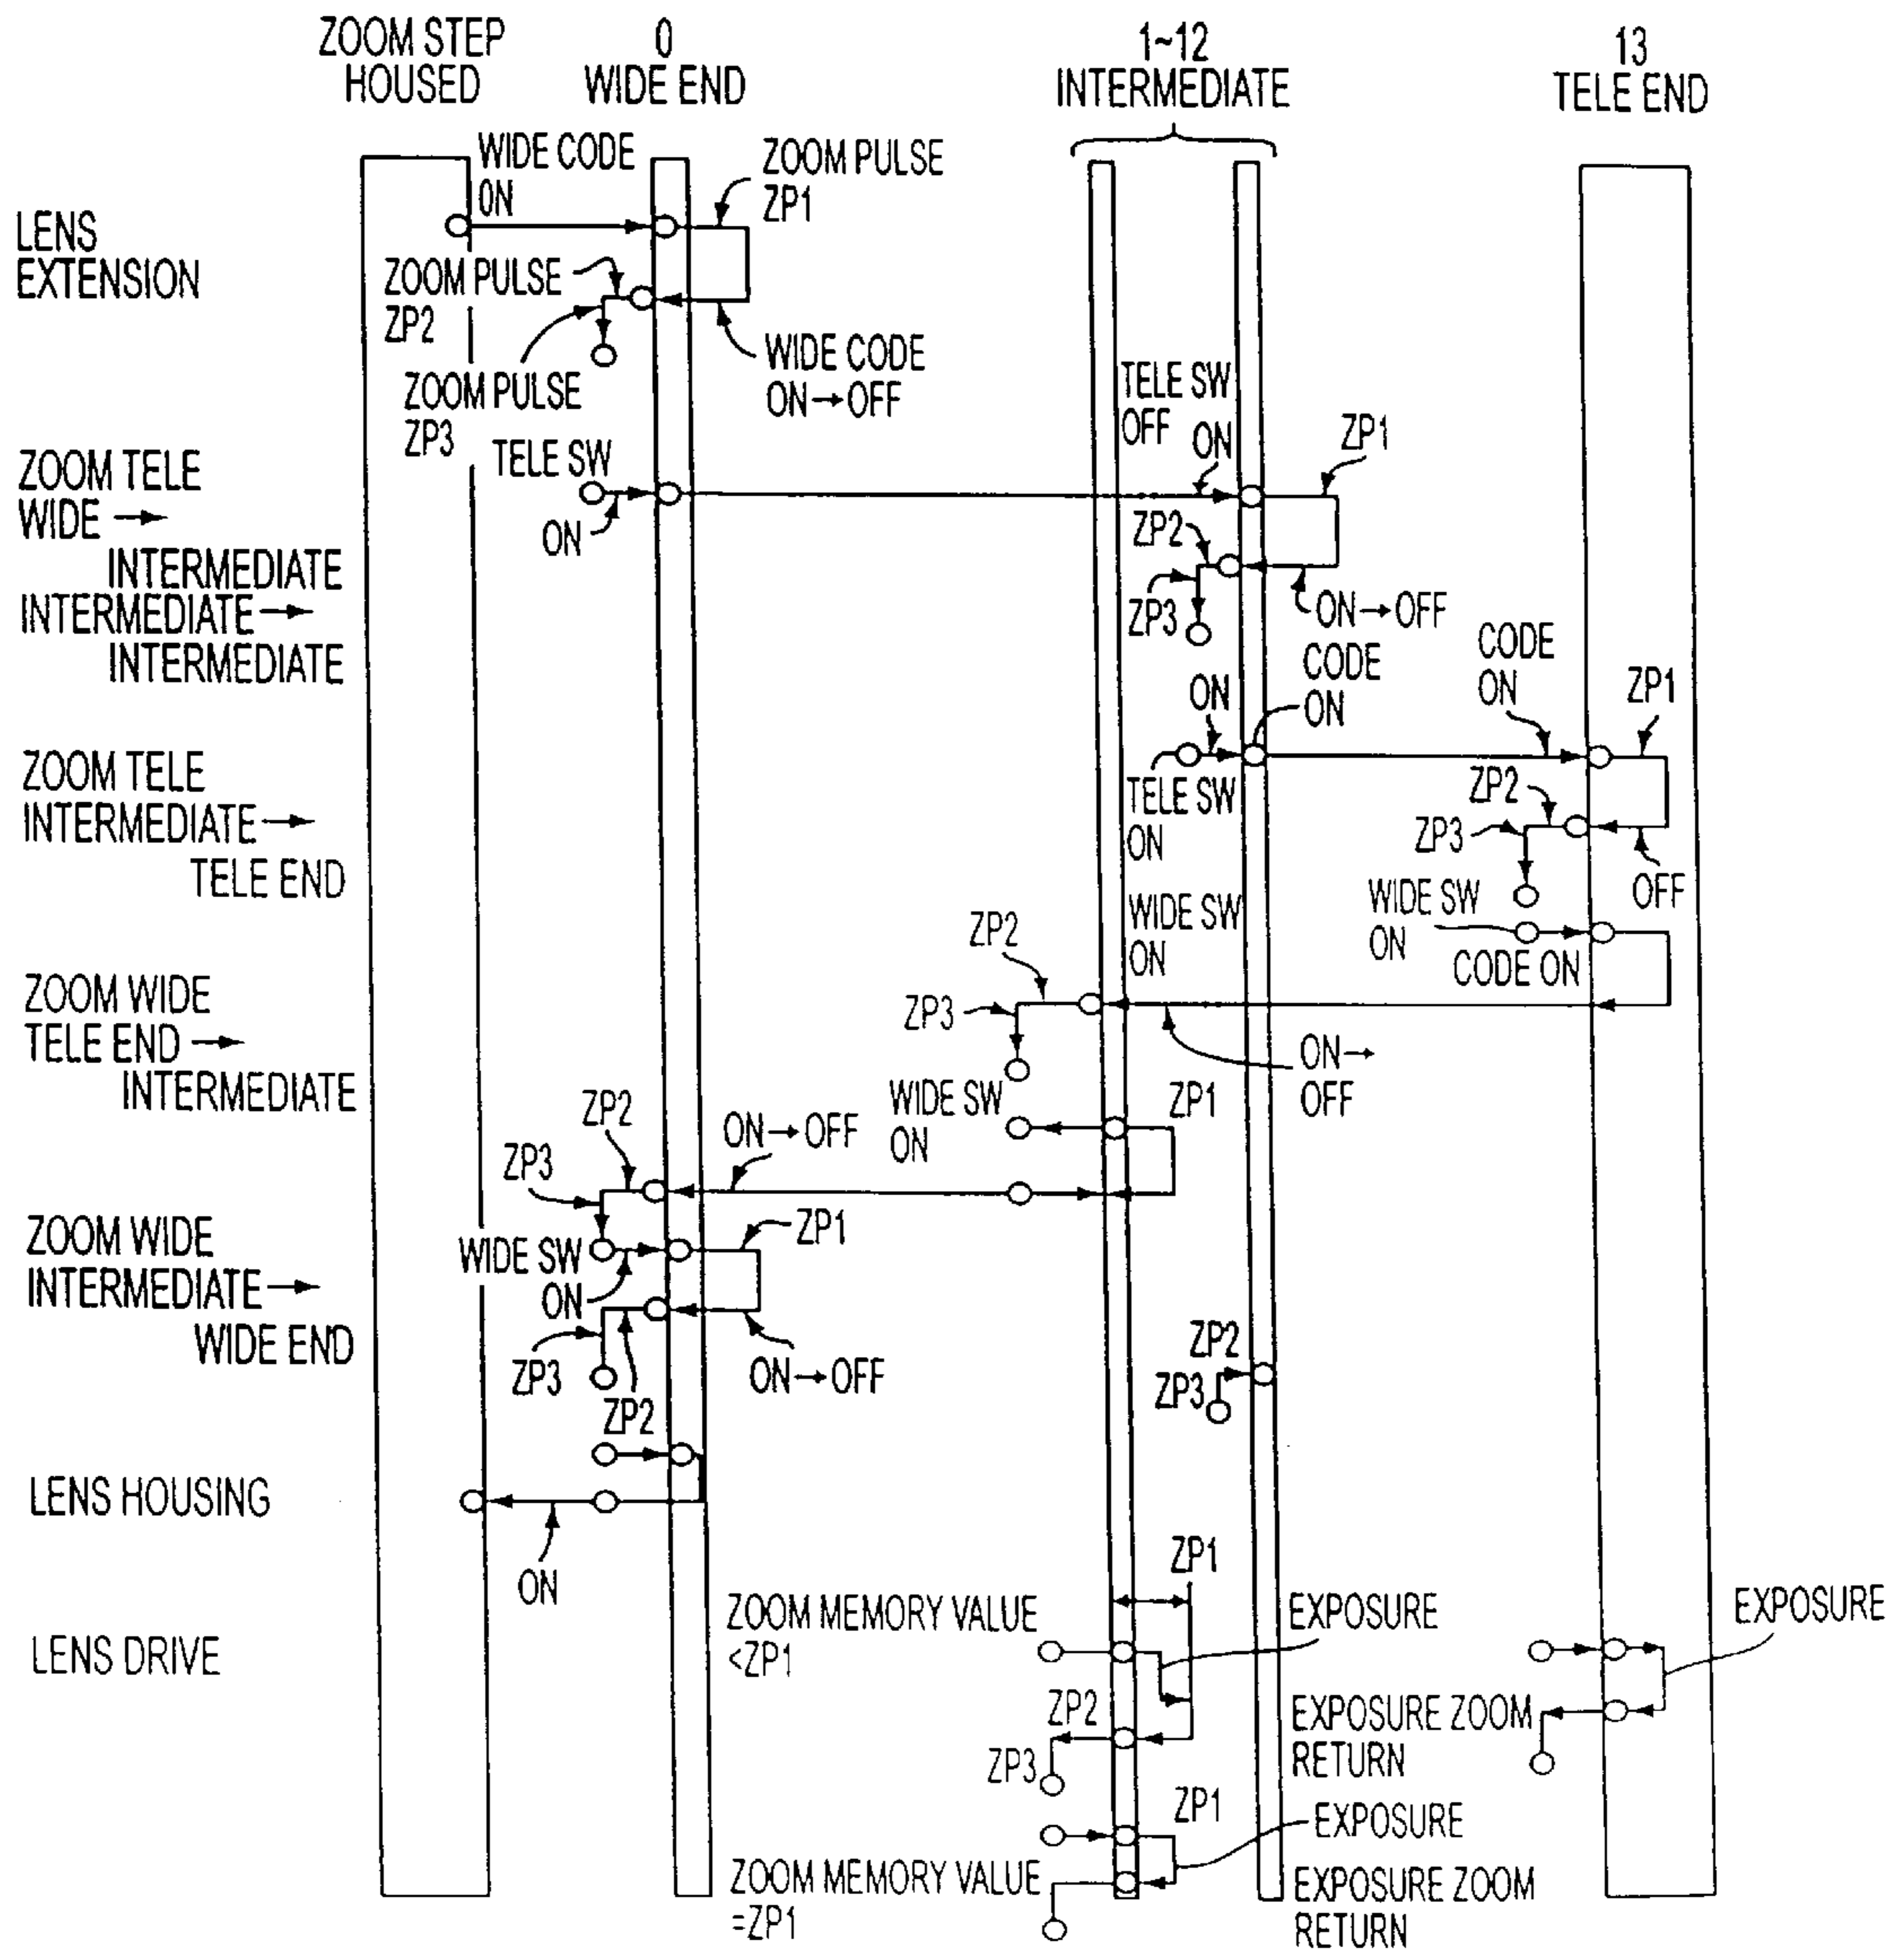 ZOOM STEP
HOUSED
0
WIDE END
1~12
INTERMEDIATE
13
TELE END
LENS
EXTENSION
WIDE CODE
ON
ZOOM PULSE
ZP1
ZOOM PULSE
ZP2
ZOOM PULSE
ZP3
WIDE CODE
ON→OFF
ZOOM TELE
WIDE →
INTERMEDIATE
INTERMEDIATE →
INTERMEDIATE
TELE SW
ON
TELE SW
OFF
ON
ZP1
ZP2
ZP3
ON→OFF
ZOOM TELE
INTERMEDIATE →
TELE END
ON
CODE
ON
TELE SW
ON
CODE
ON
ZP1
ZP2
ZP3
OFF
ZOOM WIDE
TELE END →
INTERMEDIATE
WIDE SW
ON
CODE ON
WIDE SW
ON
ZP2
ZP3
ON→
OFF
ZOOM WIDE
INTERMEDIATE →
WIDE END
WIDE SW
ON
ZP1
ON→OFF
ZP2
ZP3
WIDE SW
ON
ZP1
ON→OFF
ZP3
ZP2
ZP2
ZP3
LENS HOUSING
ON
LENS DRIVE
ZOOM MEMORY VALUE
<ZP1
ZP1
EXPOSURE
ZP2
ZP3
EXPOSURE ZOOM
RETURN
EXPOSURE
ZOOM MEMORY VALUE
=ZP1
ZP1
EXPOSURE
EXPOSURE ZOOM
RETURN